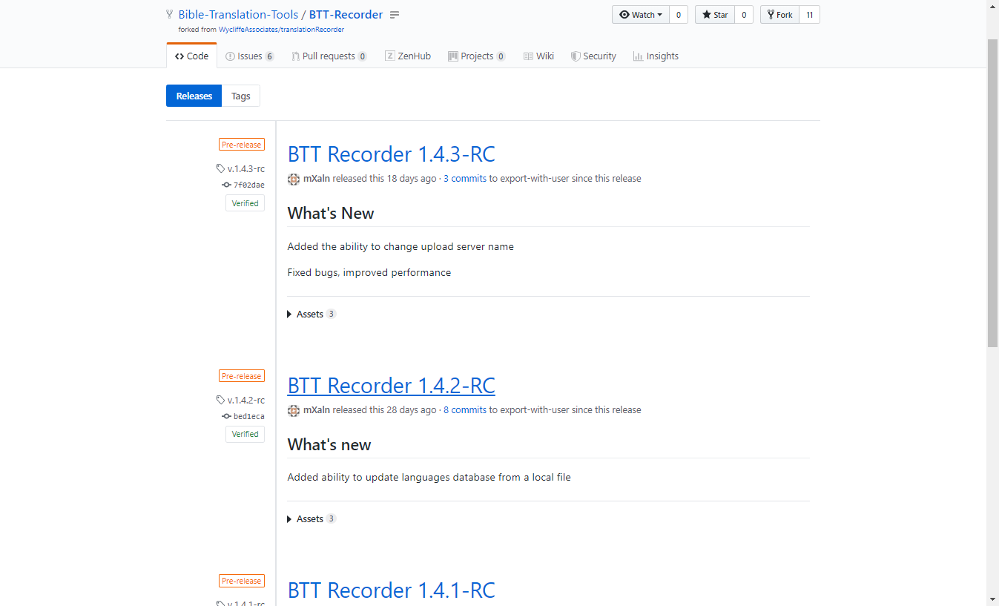 Bible-Translation-Tools / BTT-Recorder
Watch 0 Star 0 Fork 11
forked from WycliffeAssociates/translationRecorder
Code Issues 6 Pull requests 0 ZenHub Projects 0 Wiki Security Insights
Releases Tags
Pre-release
v.1.4.3-rc
7f02dae
Verified
BTT Recorder 1.4.3-RC
mXaln released this 18 days ago · 3 commits to export-with-user since this release
What's New
Added the ability to change upload server name
Fixed bugs, improved performance
Assets 3
Pre-release
v.1.4.2-rc
bed1eca
Verified
BTT Recorder 1.4.2-RC
mXaln released this 28 days ago · 8 commits to export-with-user since this release
What's new
Added ability to update languages database from a local file
Assets 3
Pre-release
v.1.4.1-rc
BTT Recorder 1.4.1-RC